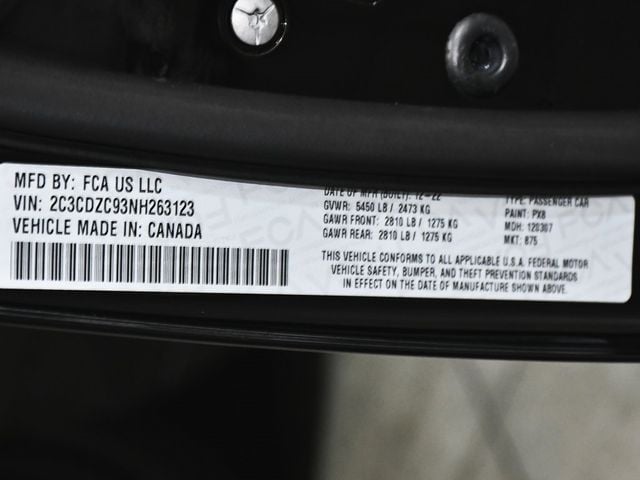 MFD BY: FCA US LLC
VIN: 2C3CDZC93NH263123
VEHICLE MADE IN: CANADA
DATE OF MFR (BUILT): 12-22
GVWR: 5450 LB / 2473 KG
GAWR FRONT: 2810 LB / 1275 KG
GAWR REAR: 2810 LB / 1275 KG
TYPE: PASSENGER CAR
PAINT: PX8
MDH: 120307
MKT: 875
THIS VEHICLE CONFORMS TO ALL APPLICABLE U.S.A. FEDERAL MOTOR
VEHICLE SAFETY, BUMPER, AND THEFT PREVENTION STANDARDS
IN EFFECT ON THE DATE OF MANUFACTURE SHOWN ABOVE.